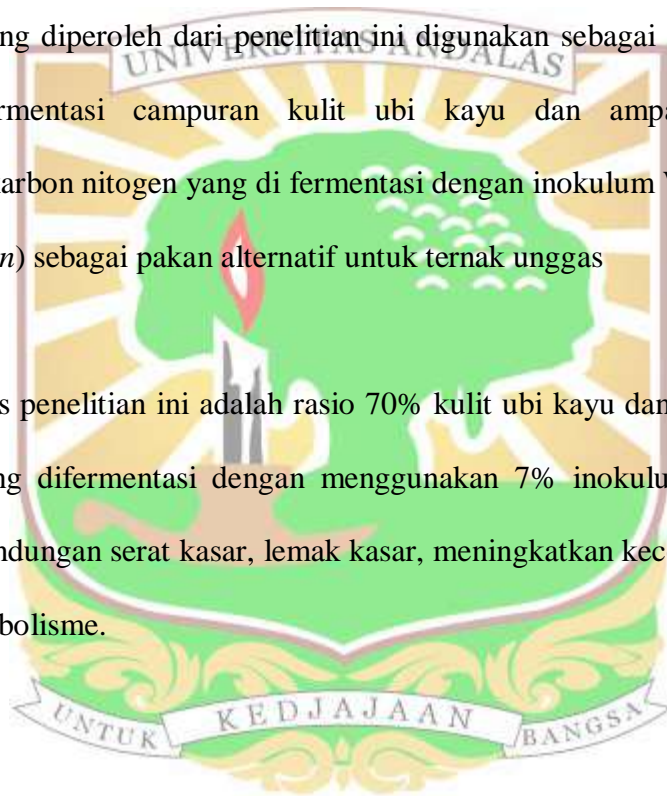 ng diperoleh dari penelitian ini digunakan sebagai
UNIVERSITAS ANDALAS
rmentasi campuran kulit ubi kayu dan ampa
karbon nitogen yang di fermentasi dengan inokulum
n) sebagai pakan alternatif untuk ternak unggas
s penelitian ini adalah rasio 70% kulit ubi kayu dan
ng difermentasi dengan menggunakan 7% inokulu
ndungan serat kasar, lemak kasar, meningkatkan kec
bolisme.
UNTUK KEDJAJAAN BANGSA